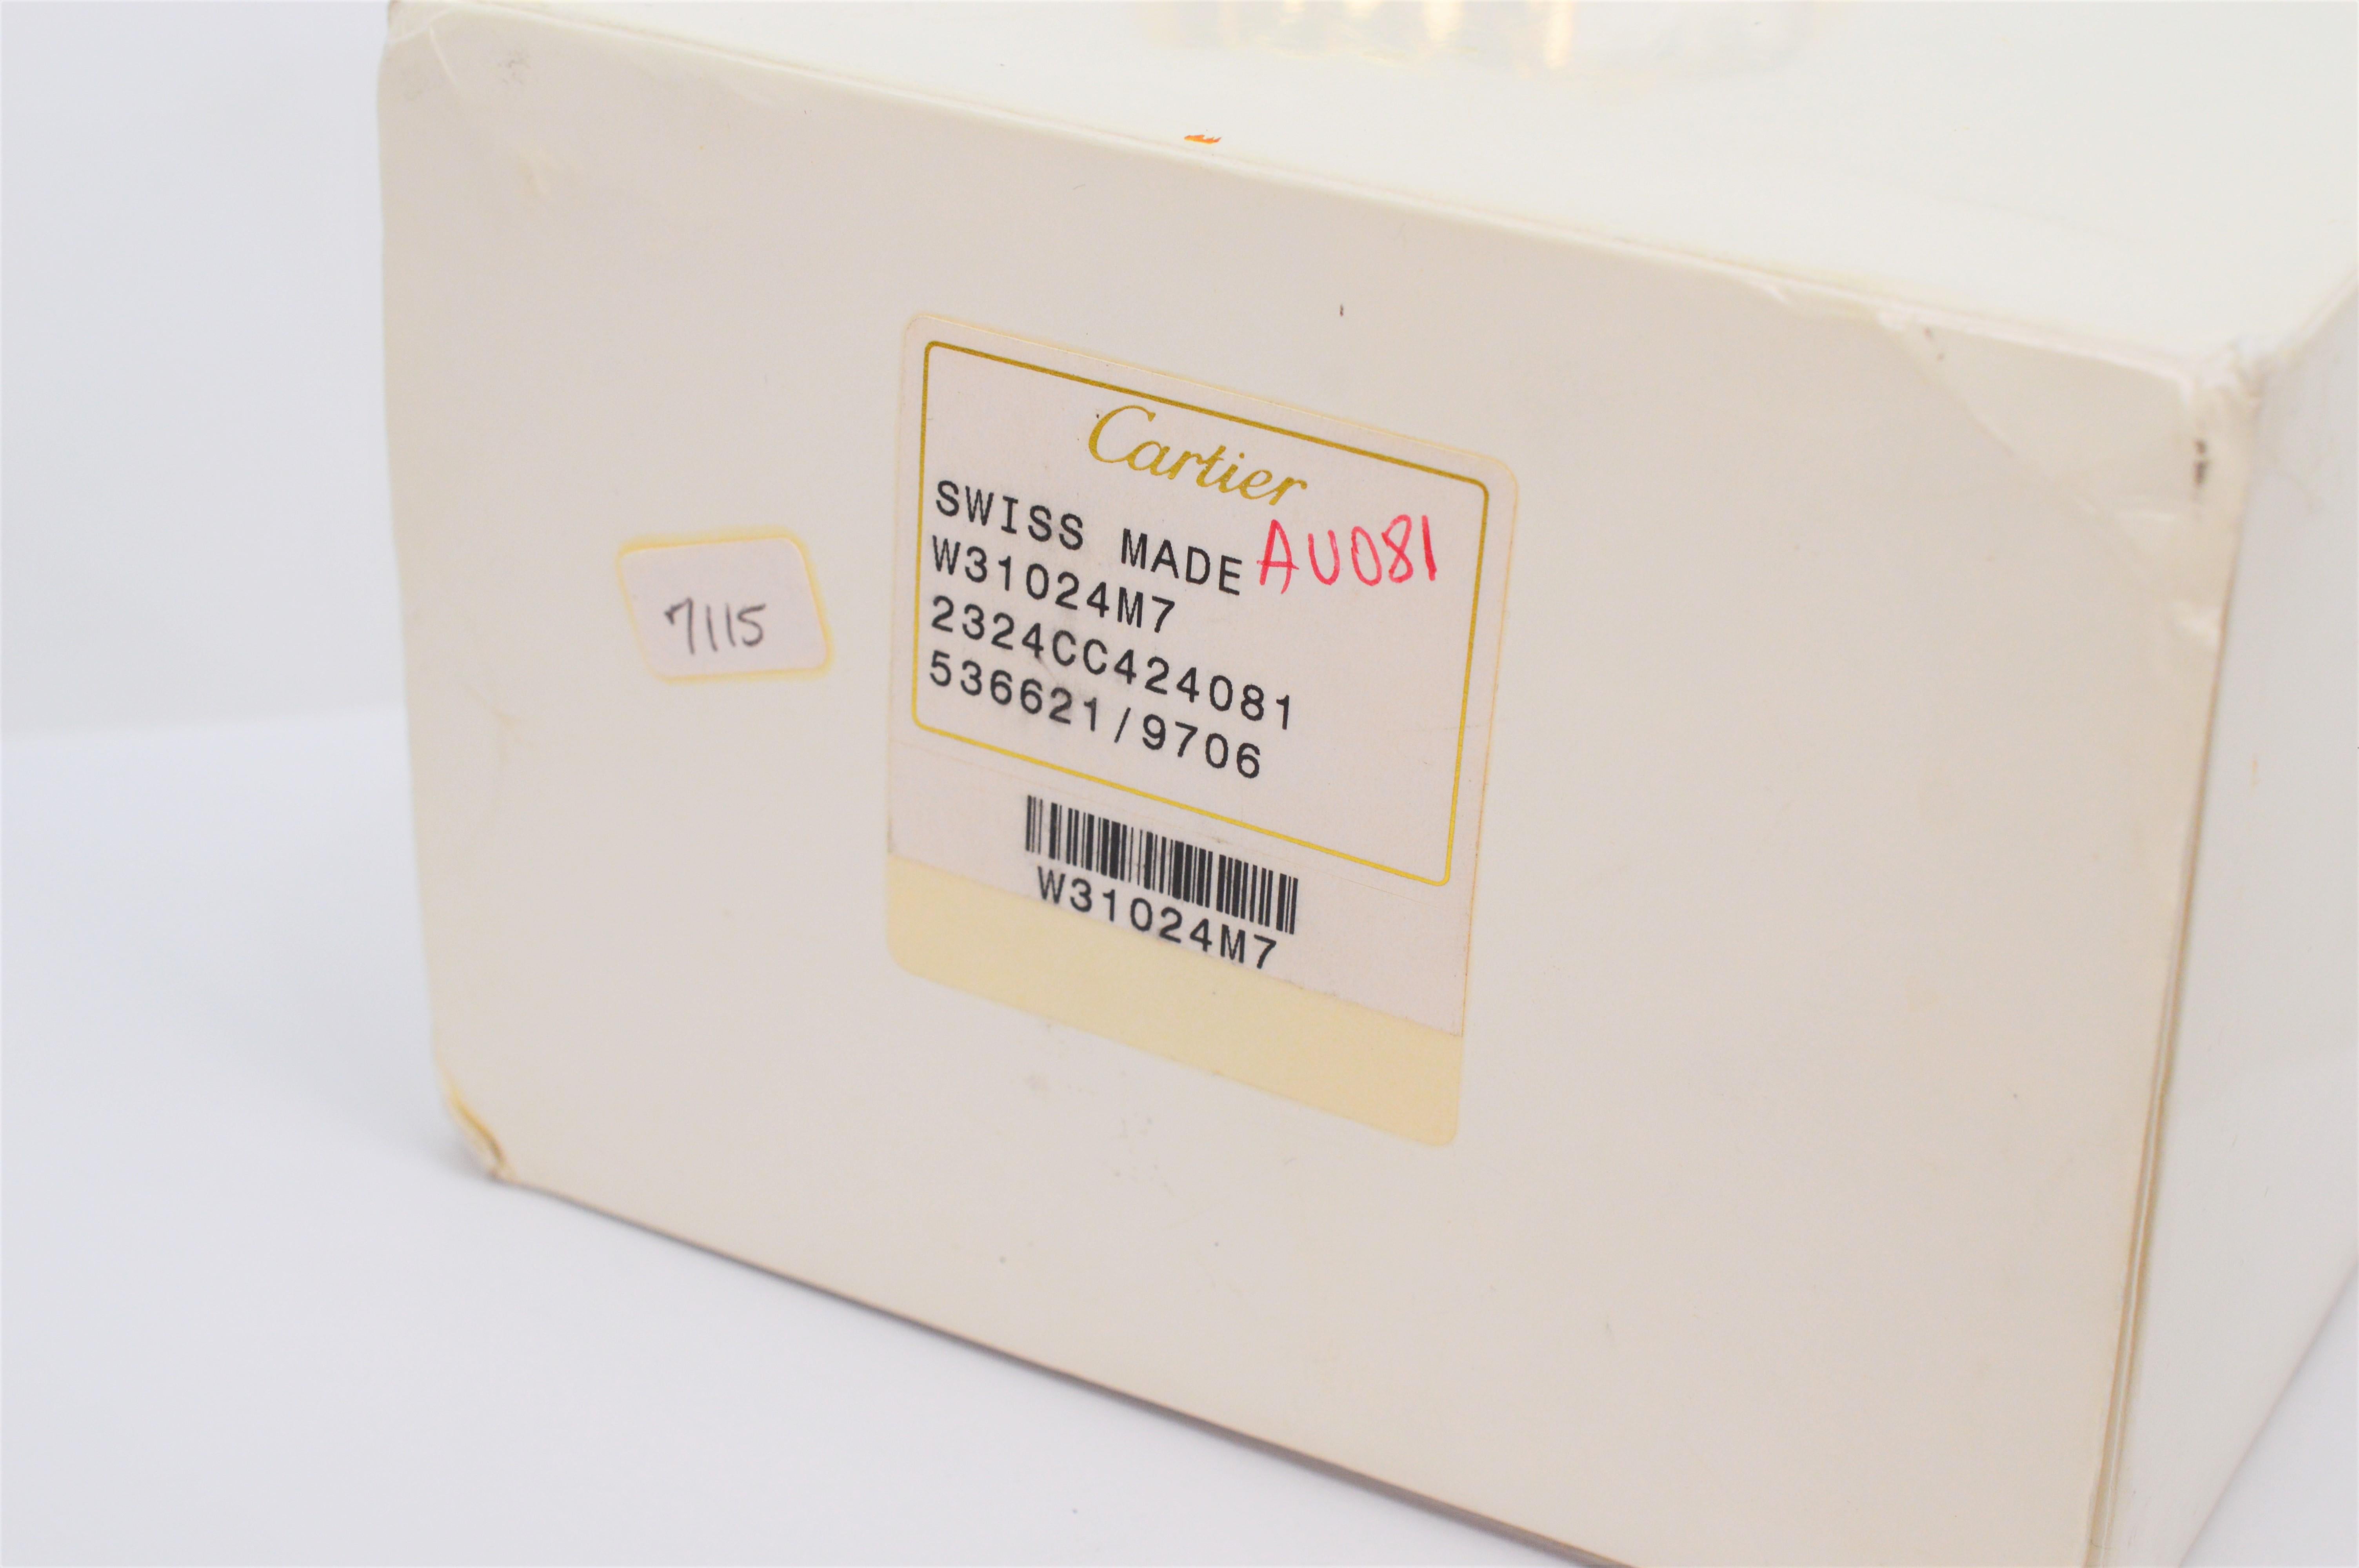 Cartier
SWISS MADE AU081
W31024M7
2324CC424081
536621/9706
W31024M7
7115